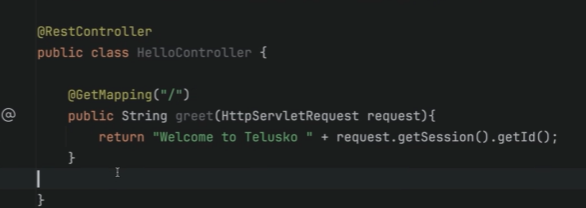 @RestController
public class HelloController {
@GetMapping("/")
public String greet(HttpServletRequest request){
return "Welcome to Telusko " + request.getSession().getId();
}
}